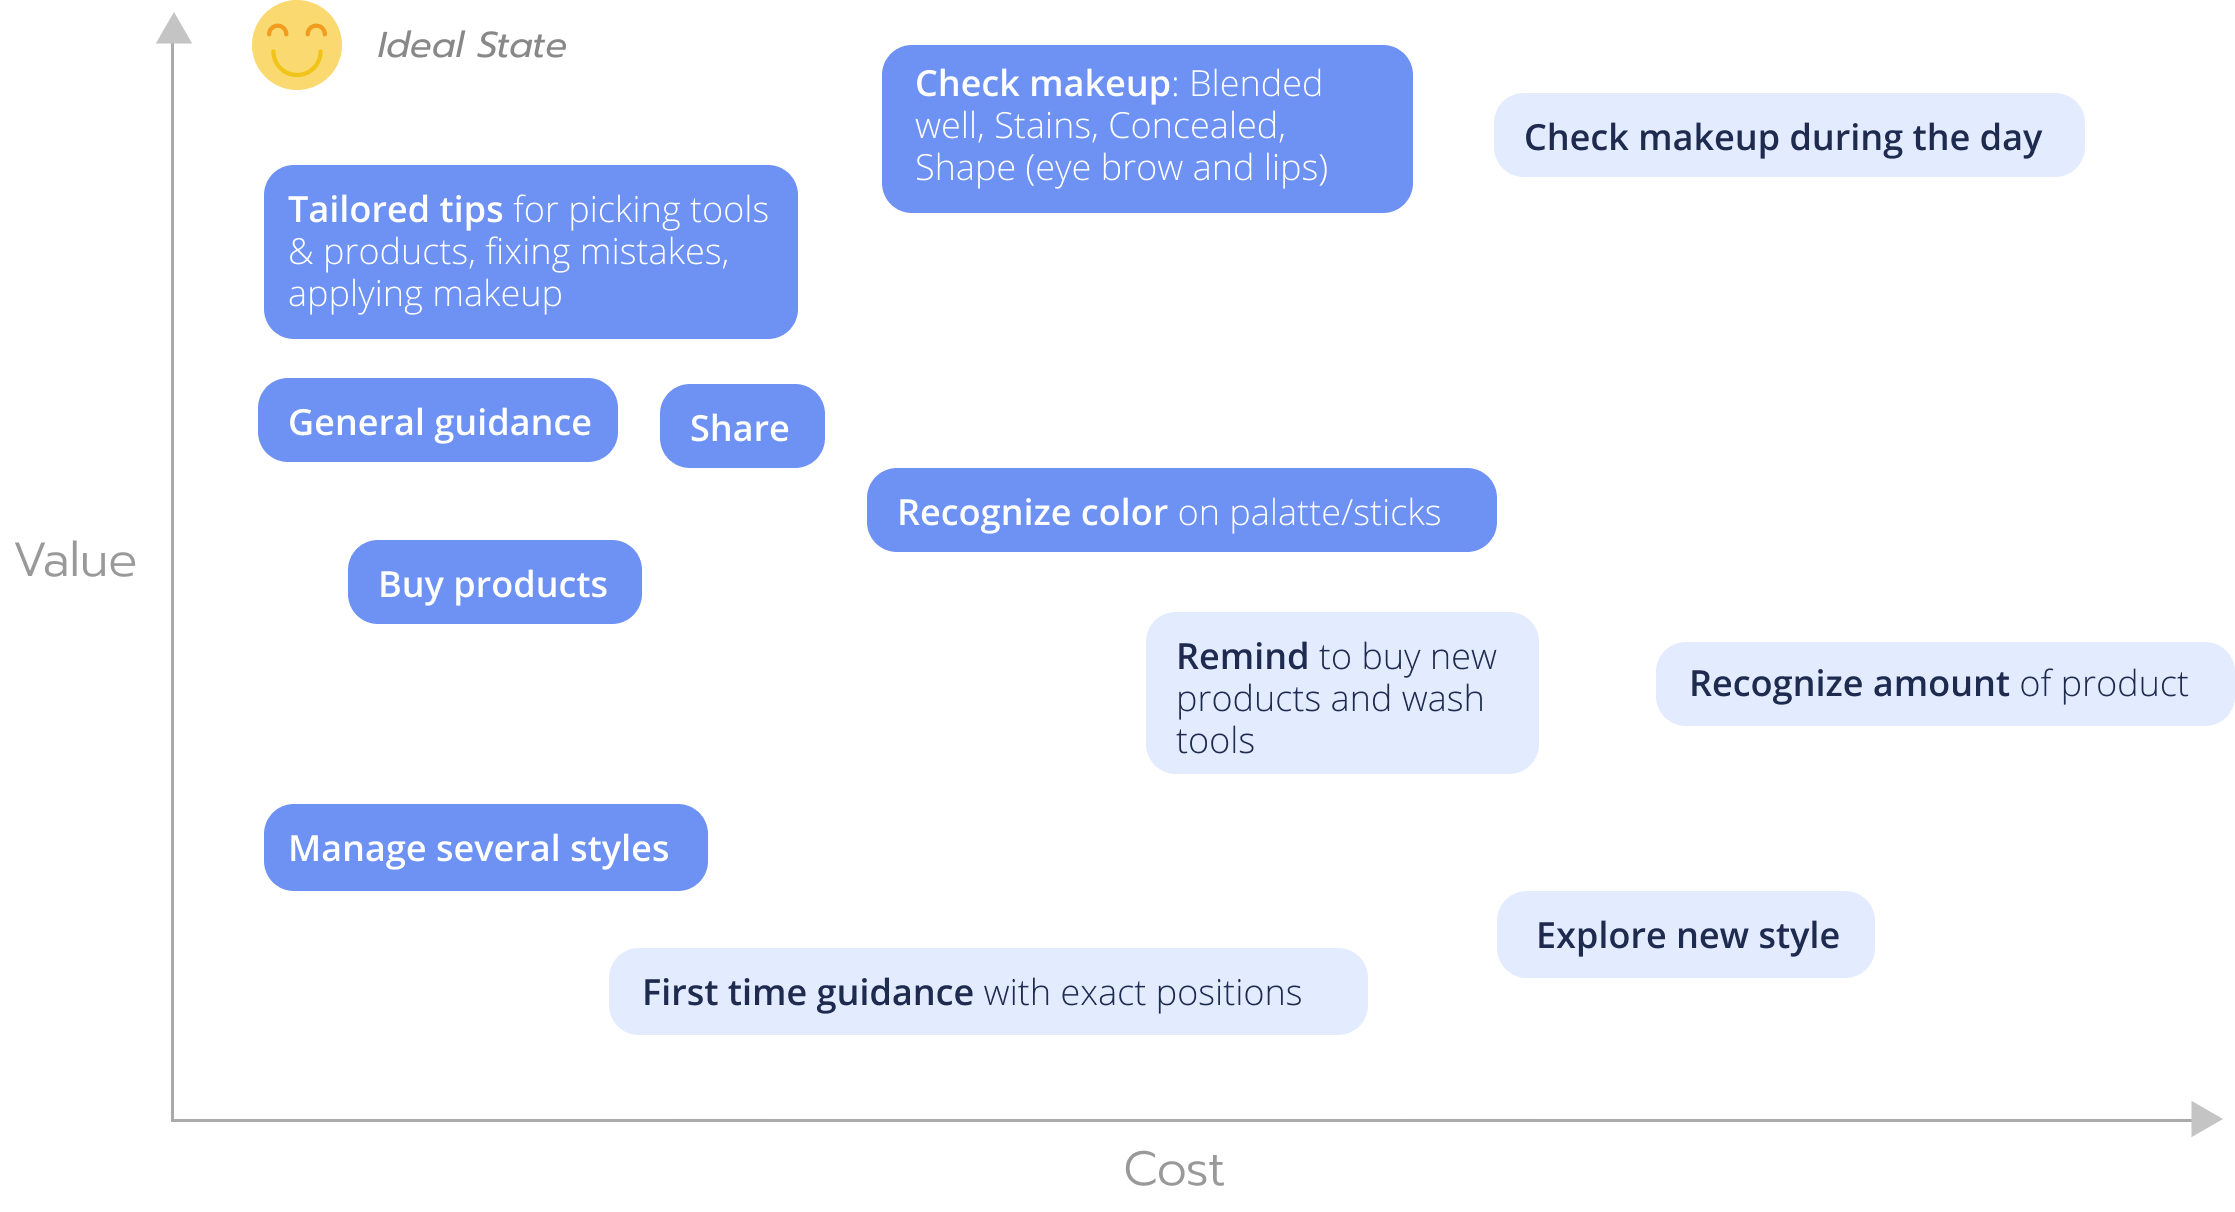 Ideal State
Check makeup: Blended
well, Stains, Concealed,
Shape (eye brow and lips)
Check makeup during the day
Tailored tips for picking tools
& products, fixing mistakes,
applying makeup
General guidance
Share
Recognize color on palatte/sticks
Value
Buy products
Remind to buy new
products and wash
tools
Recognize amount of product
Manage several styles
Explore new style
First time guidance with exact positions
Cost